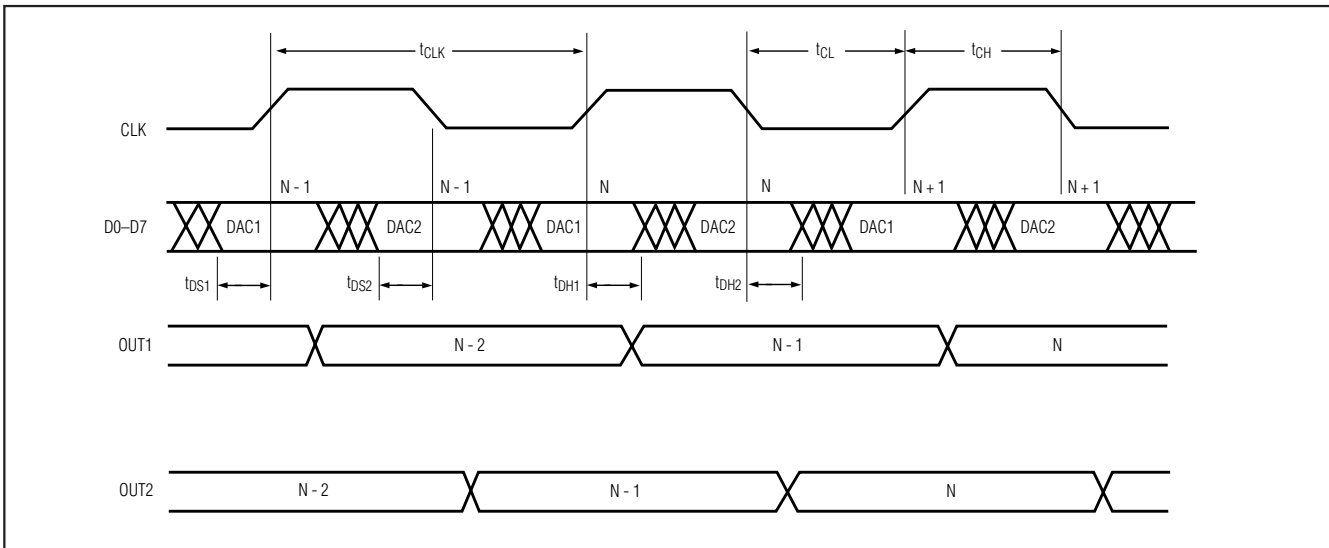 tCLK tCL tCH
CLK
N - 1 N - 1 N N N + 1 N + 1
D0–D7 DAC1 DAC2 DAC1 DAC2 DAC1 DAC2
tDS1 tDS2 tDH1 tDH2
OUT1 N - 2 N - 1 N
OUT2 N - 2 N - 1 N